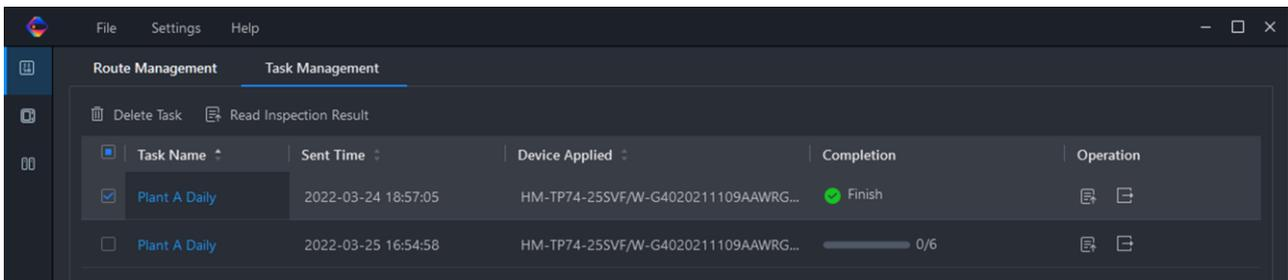 File Settings Help
Route Management Task Management
Delete Task Read Inspection Result
Task Name Sent Time Device Applied Completion Operation
Plant A Daily 2022-03-24 18:57:05 HM-TP74-25SVF/W-G4020211109AAWRG... Finish
Plant A Daily 2022-03-25 16:54:58 HM-TP74-25SVF/W-G4020211109AAWRG... 0/6